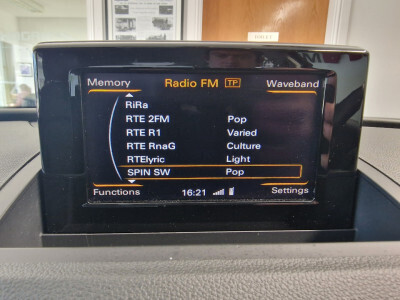 Memory Radio FM TP Waveband
RiRa
RTE 2FM Pop
RTE R1 Varied
RTE RnaG Culture
RTElyric Light
SPIN SW Pop
Functions 16:21 Settings